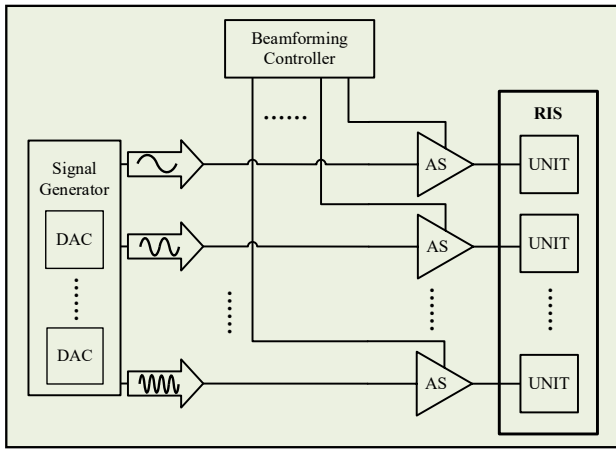 Beamforming
Controller
RIS
Signal
Generator
AS
UNIT
DAC
AS
UNIT
DAC
AS
UNIT